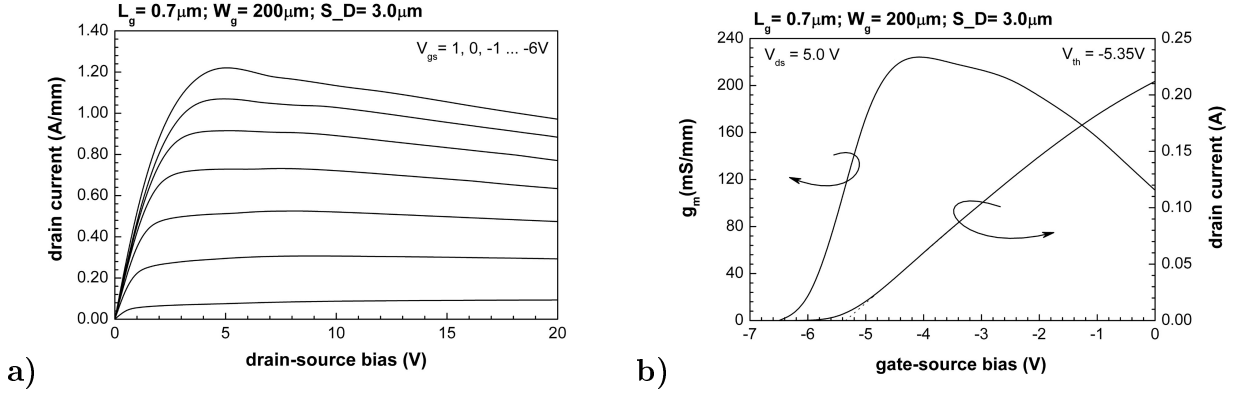 L_g= 0.7μm; W_g= 200μm; S_D= 3.0μm
V_gs= 1, 0, -1 ... -6V
1.40
1.20
1.00
0.80
0.60
0.40
0.20
0.00
drain current (A/mm)
0 5 10 15 20
drain-source bias (V)
a)
L_g= 0.7μm; W_g= 200μm; S_D= 3.0μm
V_ds = 5.0 V
V_th = -5.35V
240
200
160
120
80
40
0
g_m(mS/mm)
0.25
0.20
0.15
0.10
0.05
0.00
drain current (A)
-7 -6 -5 -4 -3 -2 -1 0
gate-source bias (V)
b)